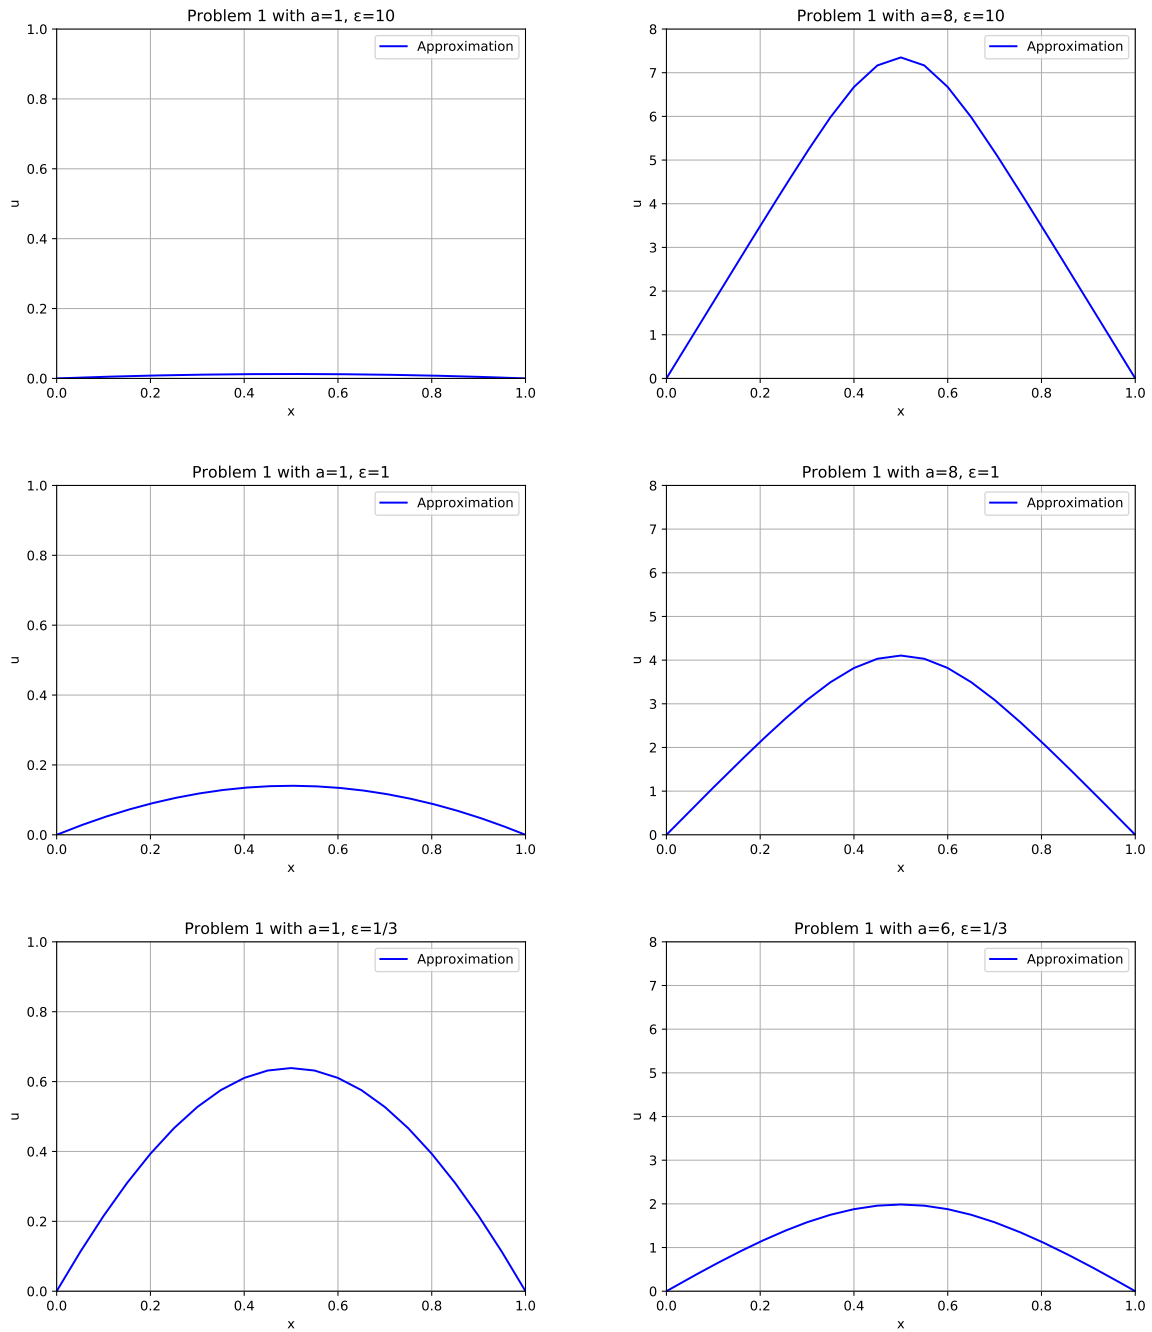 Problem 1 with a=1, ε=10
Approximation
u
1.0
0.8
0.6
0.4
0.2
0.0
0.0 0.2 0.4 0.6 0.8 1.0
x
Problem 1 with a=8, ε=10
Approximation
u
8
7
6
5
4
3
2
1
0
0.0 0.2 0.4 0.6 0.8 1.0
x
Problem 1 with a=1, ε=1
Approximation
u
1.0
0.8
0.6
0.4
0.2
0.0
0.0 0.2 0.4 0.6 0.8 1.0
x
Problem 1 with a=8, ε=1
Approximation
u
8
7
6
5
4
3
2
1
0
0.0 0.2 0.4 0.6 0.8 1.0
x
Problem 1 with a=1, ε=1/3
Approximation
u
1.0
0.8
0.6
0.4
0.2
0.0
0.0 0.2 0.4 0.6 0.8 1.0
x
Problem 1 with a=6, ε=1/3
Approximation
u
8
7
6
5
4
3
2
1
0
0.0 0.2 0.4 0.6 0.8 1.0
x